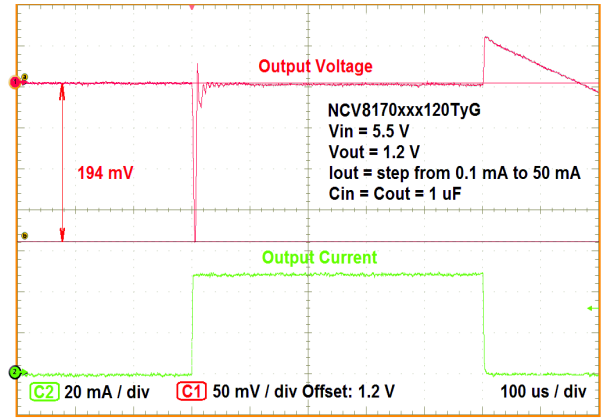 a
1
Output Voltage
NCV8170xxx120TyG
Vin = 5.5 V
Vout = 1.2 V
Iout = step from 0.1 mA to 50 mA
Cin = Cout = 1 uF
194 mV
b
Output Current
2
C2 20 mA / div C1 50 mV / div Offset: 1.2 V 100 us / div